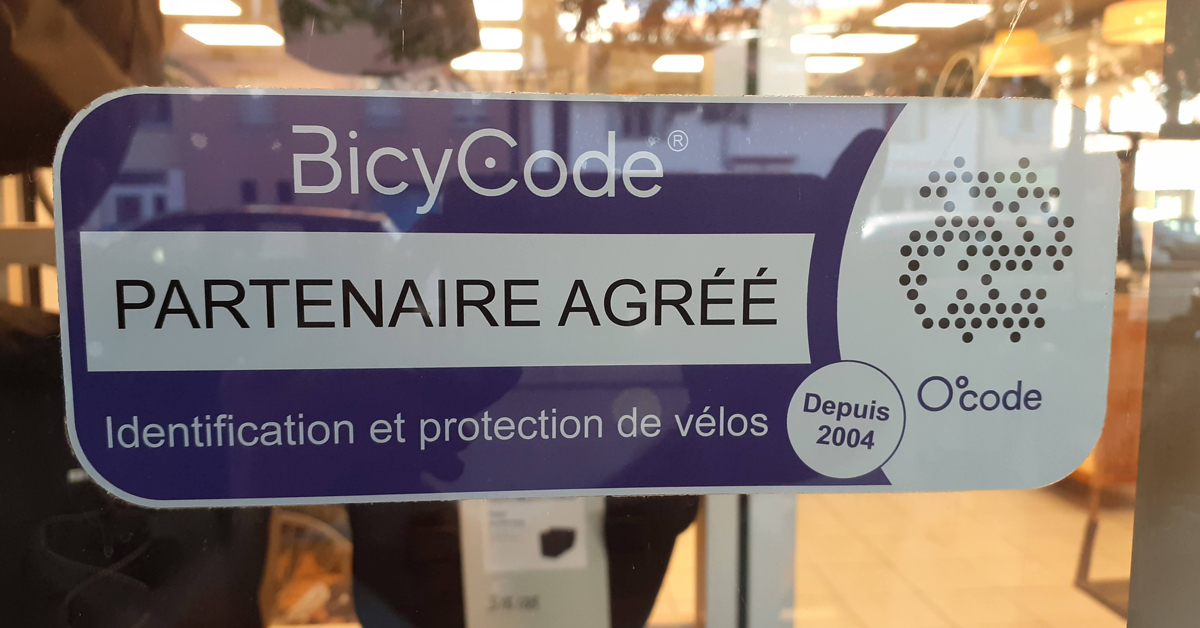 BicyCode®
PARTENAIRE AGRÉÉ
Identification et protection de vélos
Depuis
2004
O°code